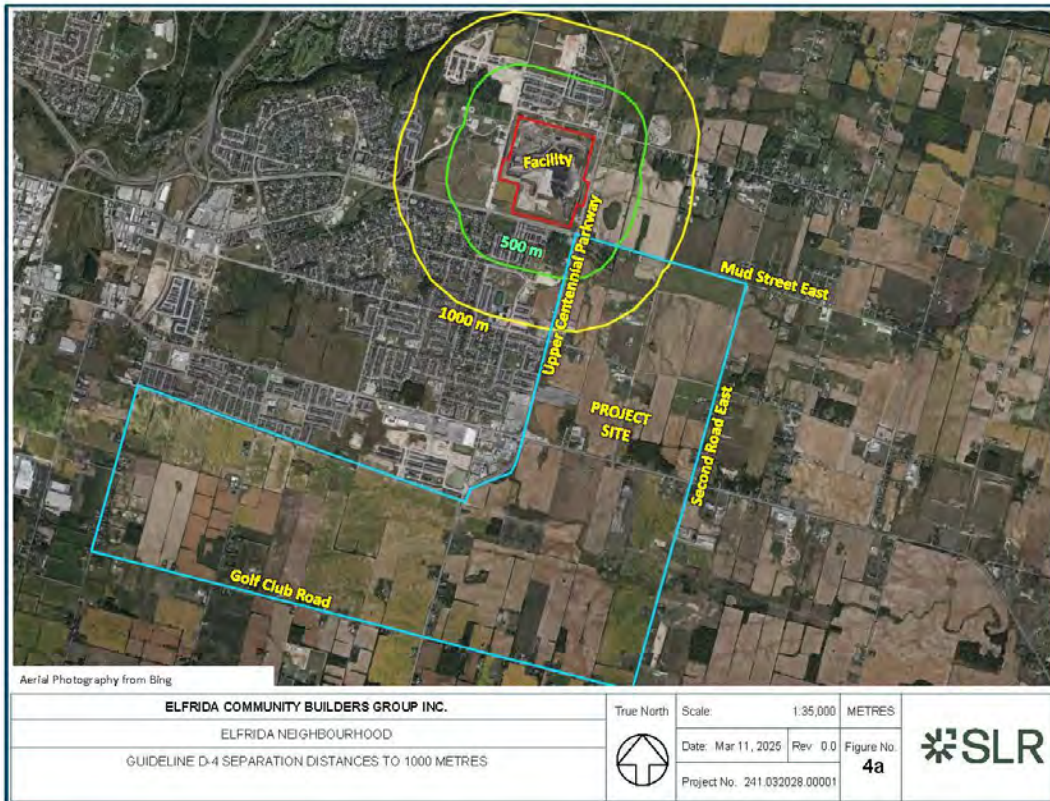 Facility
500 m
1000 m
Upper Centennial Parkway
Mud Street East
PROJECT
SITE
Second Road East
Golf Club Road
Aerial Photography from Bing
ELFRIDA COMMUNITY BUILDERS GROUP INC.
ELFRIDA NEIGHBOURHOOD
GUIDELINE D-4 SEPARATION DISTANCES TO 1000 METRES
True North
Scale: 1:35,000 METRES
Date: Mar 11, 2025 Rev 0.0 Figure No.
4a
Project No. 241.032028.00001
SLR